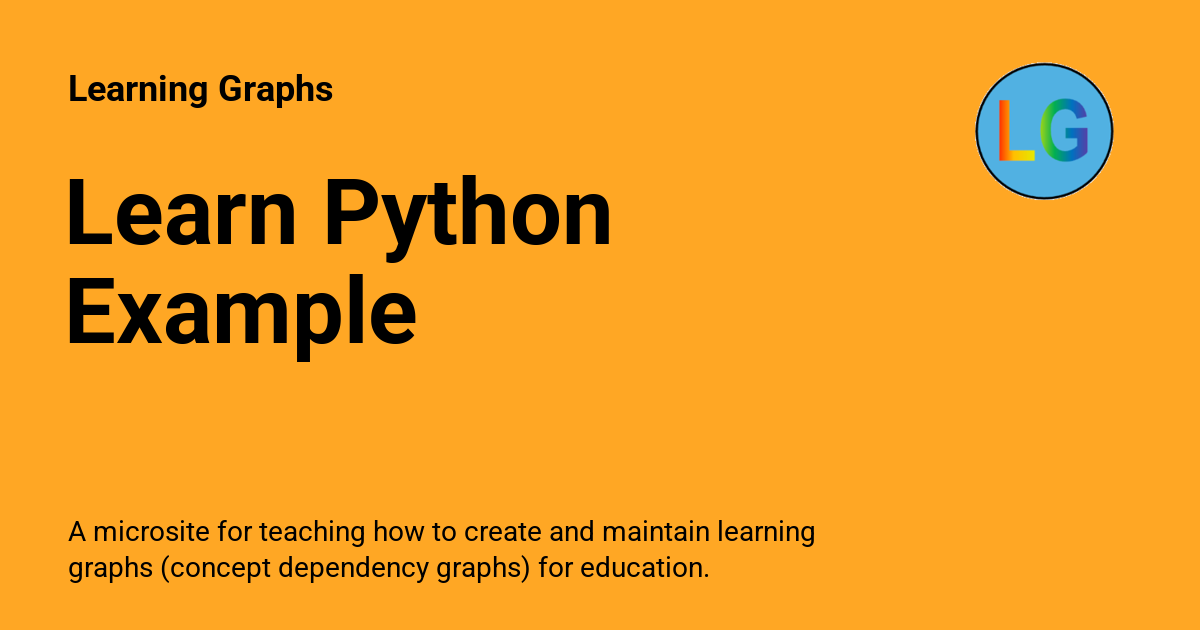 Learning Graphs
LG
Learn Python
Example
A microsite for teaching how to create and maintain learning
graphs (concept dependency graphs) for education.